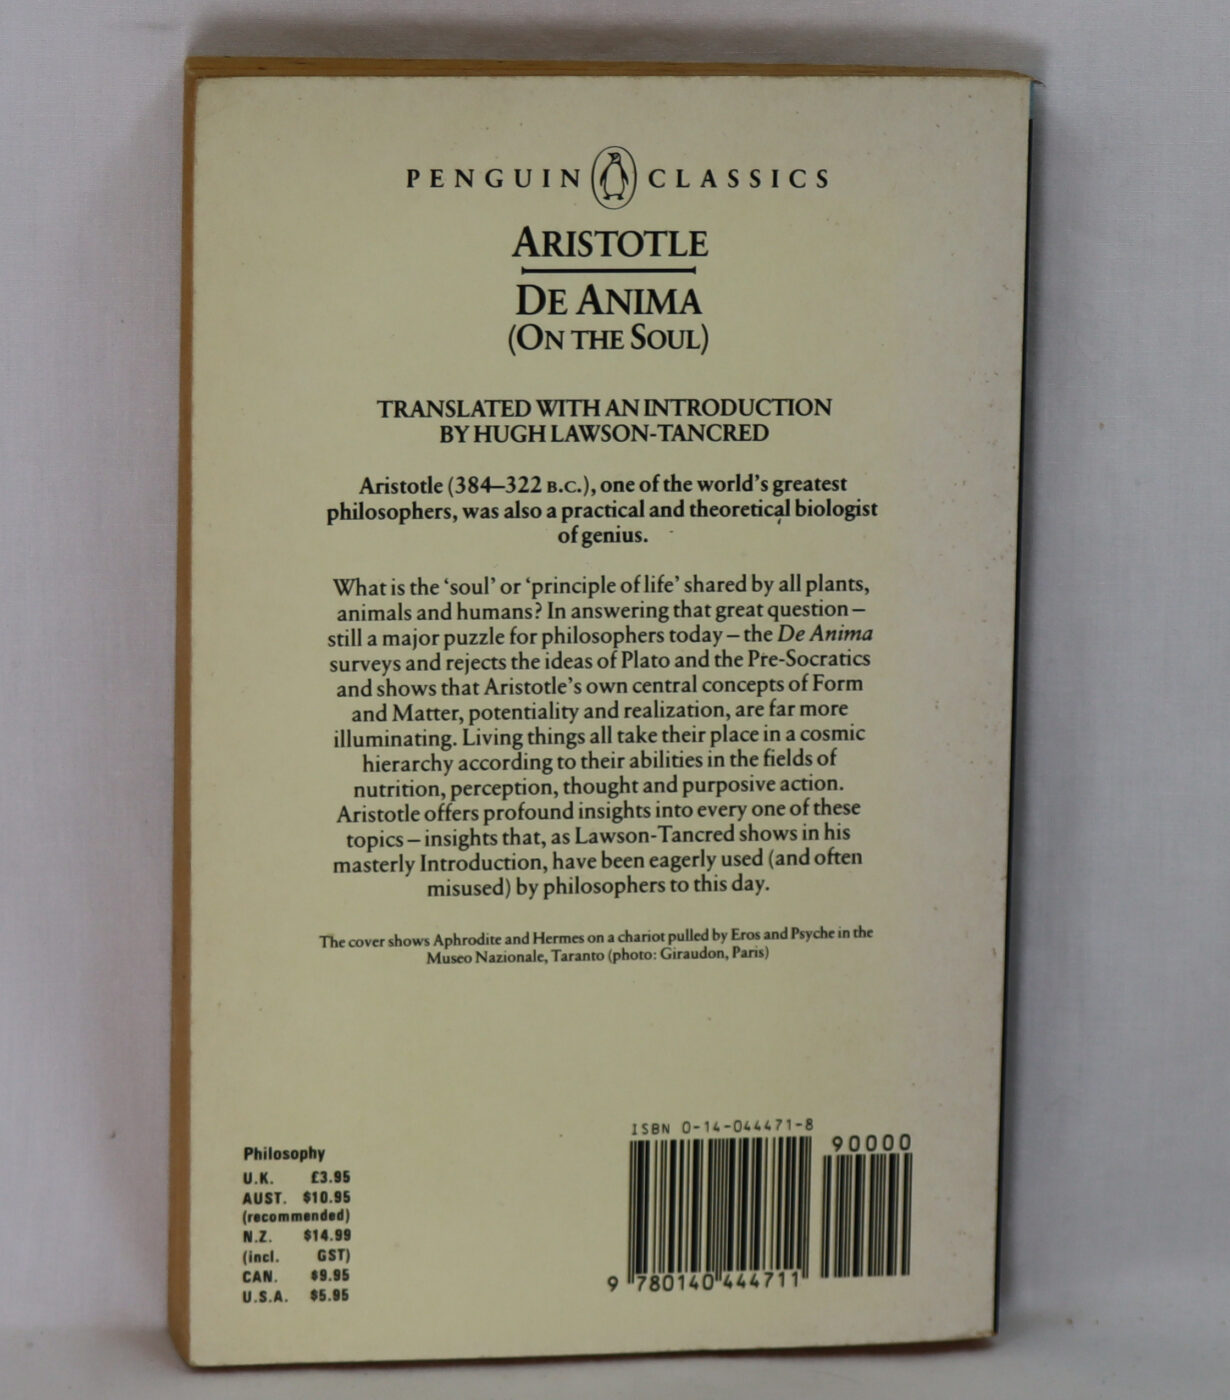 PENGUIN CLASSICS
ARISTOTLE
DE ANIMA
(ON THE SOUL)
TRANSLATED WITH AN INTRODUCTION
BY HUGH LAWSON-TANCRED
Aristotle (384–322 B.C.), one of the world's greatest
philosophers, was also a practical and theoretical biologist
of genius.
What is the ‘soul’ or ‘principle of life’ shared by all plants,
animals and humans? In answering that great question –
still a major puzzle for philosophers today – the De Anima
surveys and rejects the ideas of Plato and the Pre-Socratics
and shows that Aristotle's own central concepts of Form
and Matter, potentiality and realization, are far more
illuminating. Living things all take their place in a cosmic
hierarchy according to their abilities in the fields of
nutrition, perception, thought and purposive action.
Aristotle offers profound insights into every one of these
topics – insights that, as Lawson-Tancred shows in his
masterly Introduction, have been eagerly used (and often
misused) by philosophers to this day.
The cover shows Aphrodite and Hermes on a chariot pulled by Eros and Psyche in the
Museo Nazionale, Taranto (photo: Giraudon, Paris)
Philosophy
U.K. £3.95
AUST. $10.95
(recommended)
N.Z. $14.99
(incl. GST)
CAN. $9.95
U.S.A. $5.95
ISBN 0-14-044471-8
90000
9 780140 444711